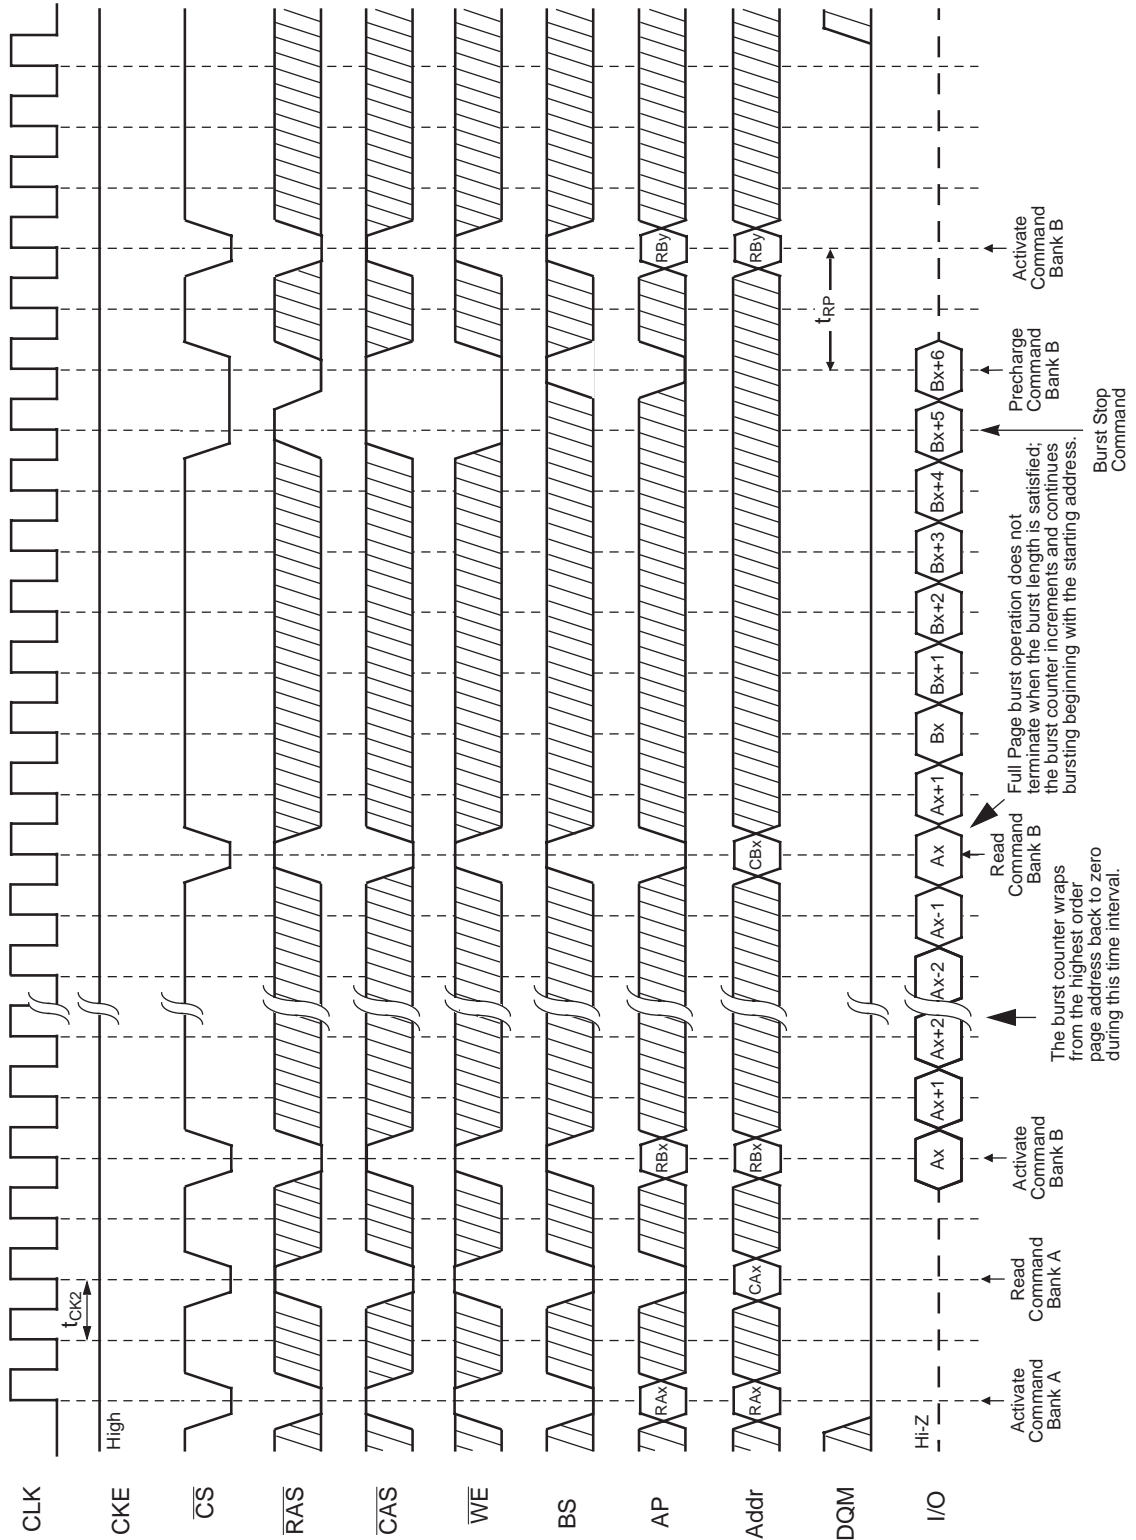 CLK
tCK2
CKE
High
CS
RAS
CAS
WE
BS
AP
RAx
RBx
RBy
Addr
RAx
CAx
RBx
CBx
RBy
tRP
DQM
I/O
Hi-Z
Ax
Ax+1
Ax+2
Ax-2
Ax-1
Ax
Ax+1
Bx
Bx+1
Bx+2
Bx+3
Bx+4
Bx+5
Bx+6
Activate
Command
Bank A
Read
Command
Bank A
Activate
Command
Bank B
The burst counter wraps
from the highest order
page address back to zero
during this time interval.
Read
Command
Bank B
Full Page burst operation does not
terminate when the burst length is satisfied;
the burst counter increments and continues
bursting beginning with the starting address.
Burst Stop
Command
Precharge
Command
Bank B
Activate
Command
Bank B